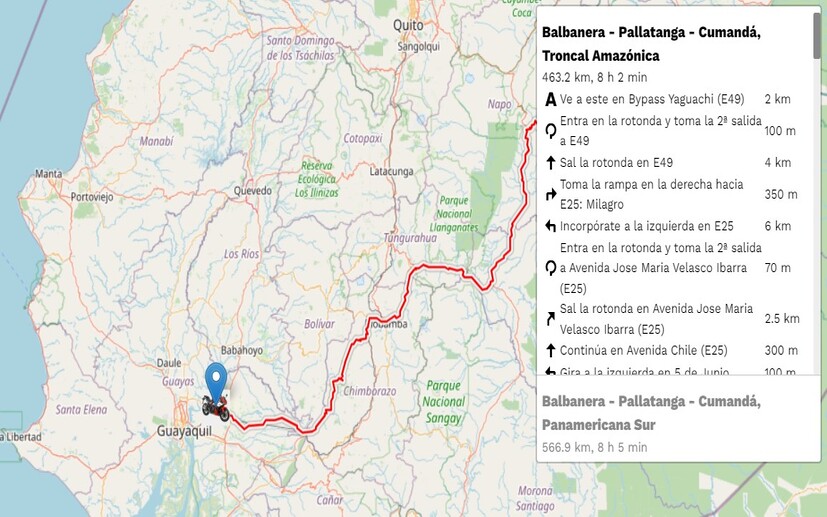 Cayapas-
Coca
Quito
Sangolquí
Santo Domingo
de los Tsáchilas
Napo
Manabí
Cotopaxi
Manta
Portoviejo
Reserva
Ecológica
Los Ilinizas
Latacunga
Quevedo
Parque
Nacional
Llanganates
Tungurahua
Los Ríos
Bolívar
iobamba
Babahoyo
Daule
Guayas
Chimborazo
Parque
Nacional
Sangay
Santa Elena
La Libertad
Guayaquil
Cañar
Morona
Santiago
Balbanera - Pallatanga - Cumandá,
Troncal Amazónica
463.2 km, 8 h 2 min
Ve a este en Bypass Yaguachi (E49) 2 km
Entra en la rotonda y toma la 2ª salida
a E49 100 m
Sal la rotonda en E49 4 km
Toma la rampa en la derecha hacia
E25: Milagro 350 m
Incorpórate a la izquierda en E25 6 km
Entra en la rotonda y toma la 2ª salida
a Avenida Jose Maria Velasco Ibarra 70 m
(E25)
Sal la rotonda en Avenida Jose Maria
Velasco Ibarra (E25) 2.5 km
Continúa en Avenida Chile (E25) 300 m
Gira a la izquierda en 5 de Junio 100 m
Balbanera - Pallatanga - Cumandá,
Panamericana Sur
566.9 km, 8 h 5 min